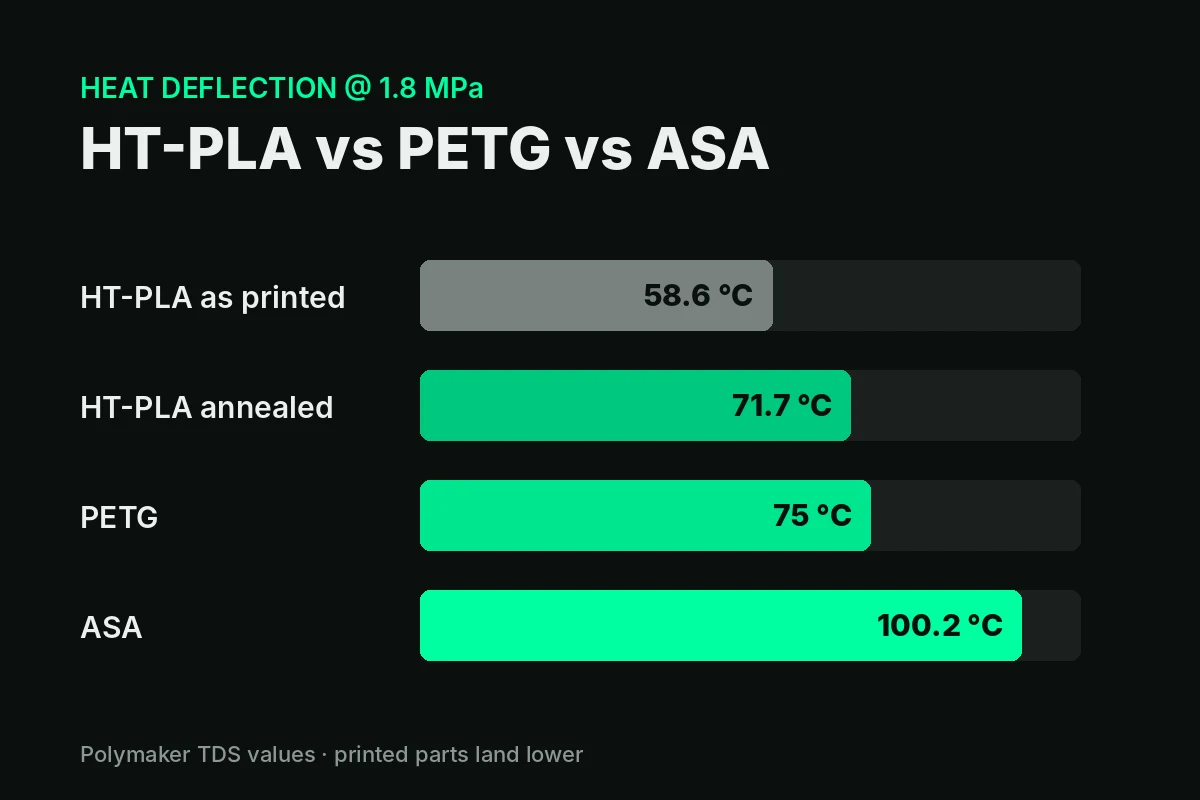 HEAT DEFLECTION @ 1.8 MPa
HT-PLA vs PETG vs ASA
HT-PLA as printed
58.6 °C
HT-PLA annealed
71.7 °C
PETG
75 °C
ASA
100.2 °C
Polymaker TDS values · printed parts land lower